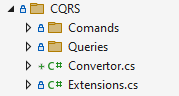 CQRS
Comands
Queries
C# Convertor.cs
C# Extensions.cs